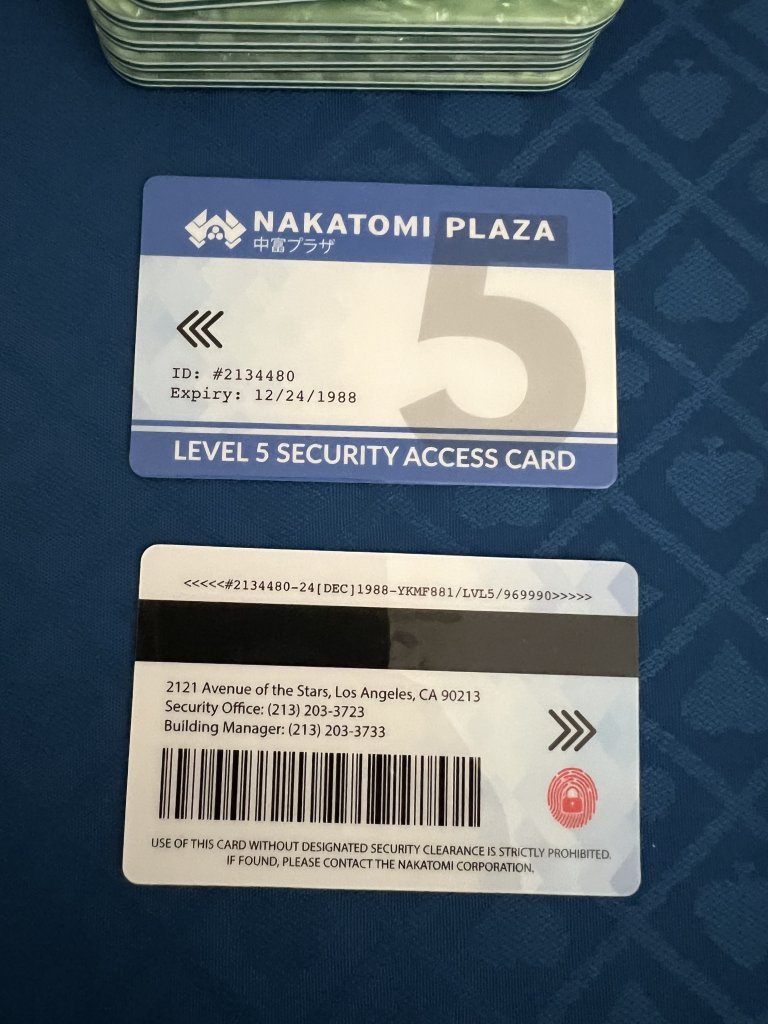 NAKATOMI PLAZA
中富プラザ
5
ID: #2134480
Expiry: 12/24/1988
LEVEL 5 SECURITY ACCESS CARD
<<<<<#2134480-24[DEC]1988-YKMF881/LVL5/969990>>>>>
2121 Avenue of the Stars, Los Angeles, CA 90213
Security Office: (213) 203-3723
Building Manager: (213) 203-3733
USE OF THIS CARD WITHOUT DESIGNATED SECURITY CLEARANCE IS STRICTLY PROHIBITED.
IF FOUND, PLEASE CONTACT THE NAKATOMI CORPORATION.